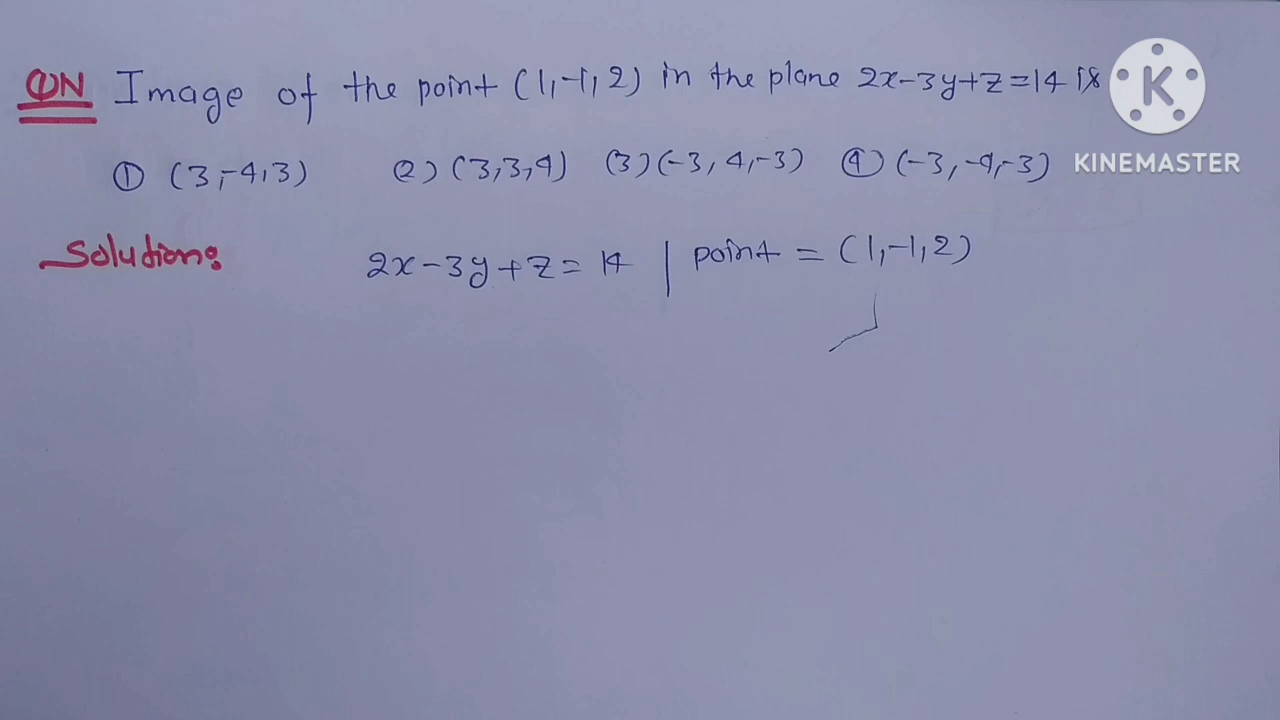 QN Image of the point (1,-1,2) in the plane 2x-3y+z=14 is
① (3,-4,3) 2) (3,3,4) (3) (-3,4,-3) ④ (-3,-4,-3)
KINEMASTER
Solution: 2x-3y+z=14 | point = (1,-1,2)